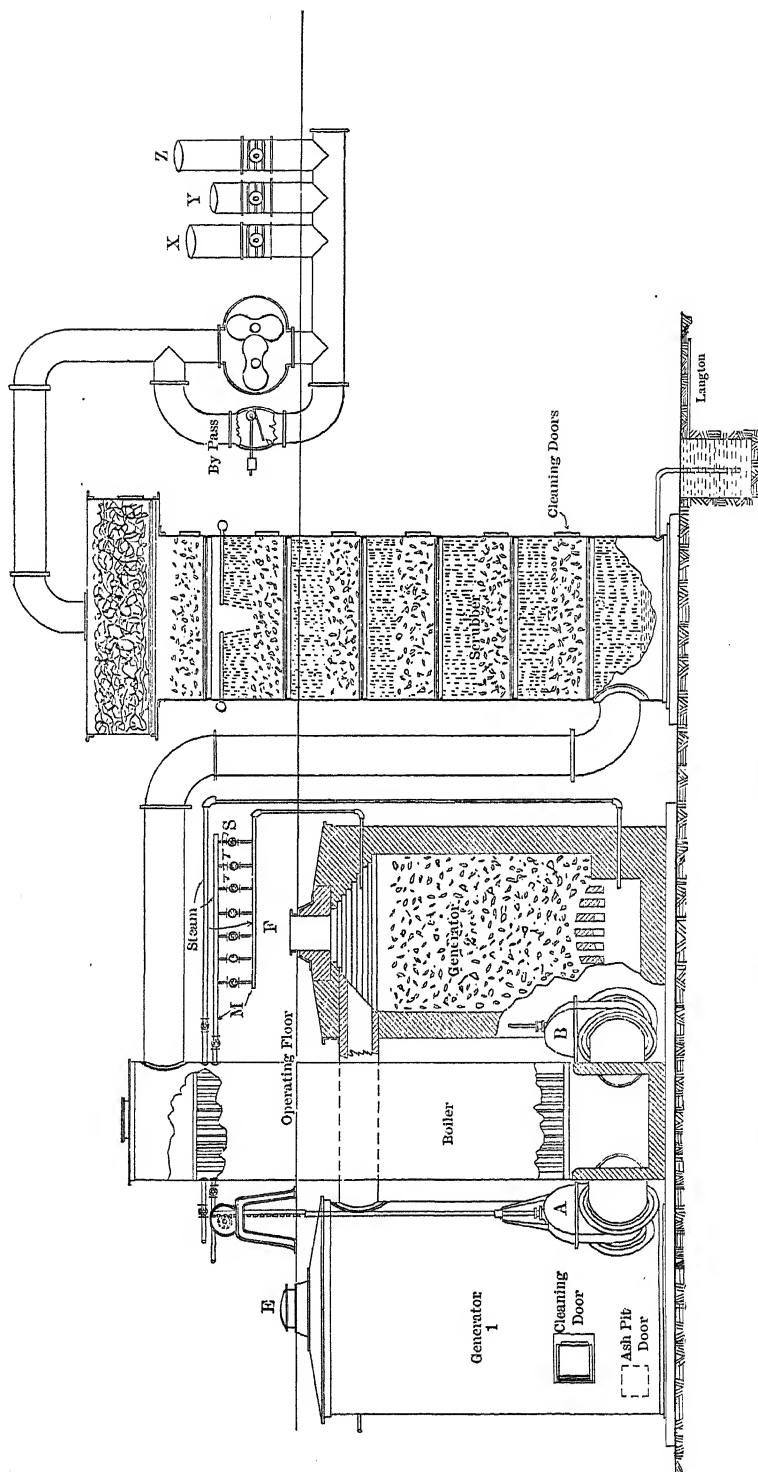 E
Generator
1
Cleaning
Door
Ash Pit
Door
A
Boiler
Operating Floor
B
M
Steam
F
S
Generator
Scrubber
Cleaning Doors
By Pass
X
Y
Z
Langton